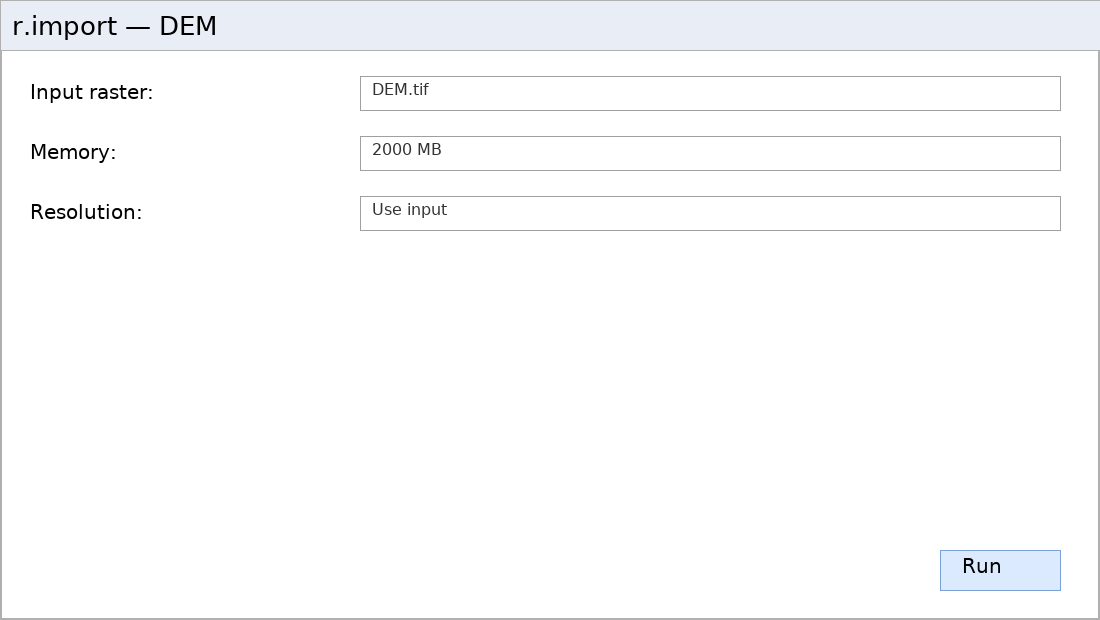 r.import — DEM
Input raster: DEM.tif
Memory: 2000 MB
Resolution: Use input
Run